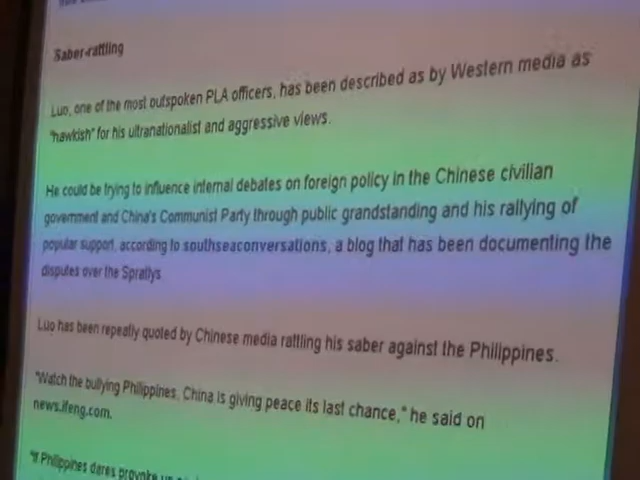 Saber-rattling
Luo, one of the most outspoken PLA officers, has been described as by Western media as
"hawkish" for his ultranationalist and aggressive views.
He could be trying to influence internal debates on foreign policy in the Chinese civilian
government and China's Communist Party through public grandstanding and his rallying of
popular support, according to southseaconversations, a blog that has been documenting the
disputes over the Spratlys
Luo has been repeatly quoted by Chinese media rattling his saber against the Philippines.
"Watch the bullying Philippines, China is giving peace its last chance," he said on
news.ifeng.com.
"If Philippines dares provoke us